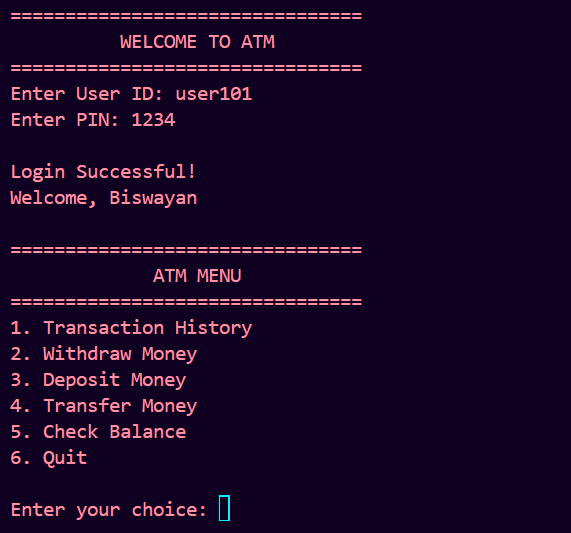 ================================
WELCOME TO ATM
================================
Enter User ID: user101
Enter PIN: 1234
Login Successful!
Welcome, Biswayan
================================
ATM MENU
================================
1. Transaction History
2. Withdraw Money
3. Deposit Money
4. Transfer Money
5. Check Balance
6. Quit
Enter your choice: